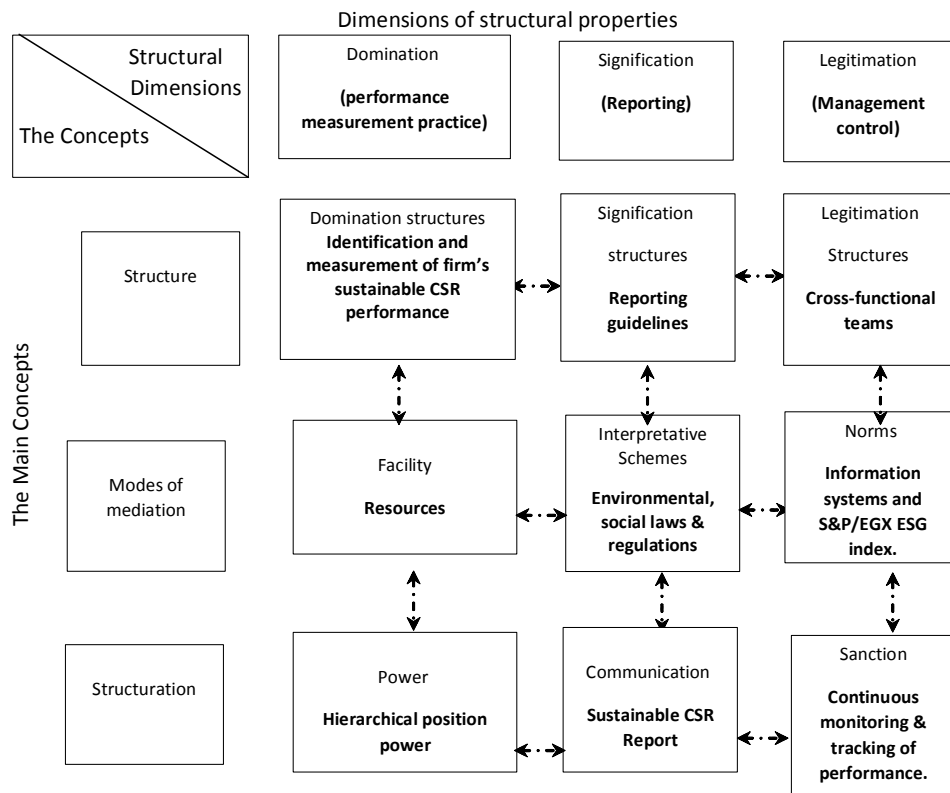 Dimensions of structural properties
Structural
Dimensions
The Concepts
Domination
(performance
measurement practice)
Signification
(Reporting)
Legitimation
(Management
control)
The Main Concepts
Structure
Domination structures
Identification and
measurement of firm's
sustainable CSR
performance
Signification
structures
Reporting
guidelines
Legitimation
Structures
Cross-functional
teams
Modes of
mediation
Facility
Resources
Interpretative
Schemes
Environmental,
social laws &
regulations
Norms
Information
systems and
S&P/EGX ESG
index.
Structuration
Power
Hierarchical position
power
Communication
Sustainable CSR
Report
Sanction
Continuous
monitoring &
tracking of
performance.